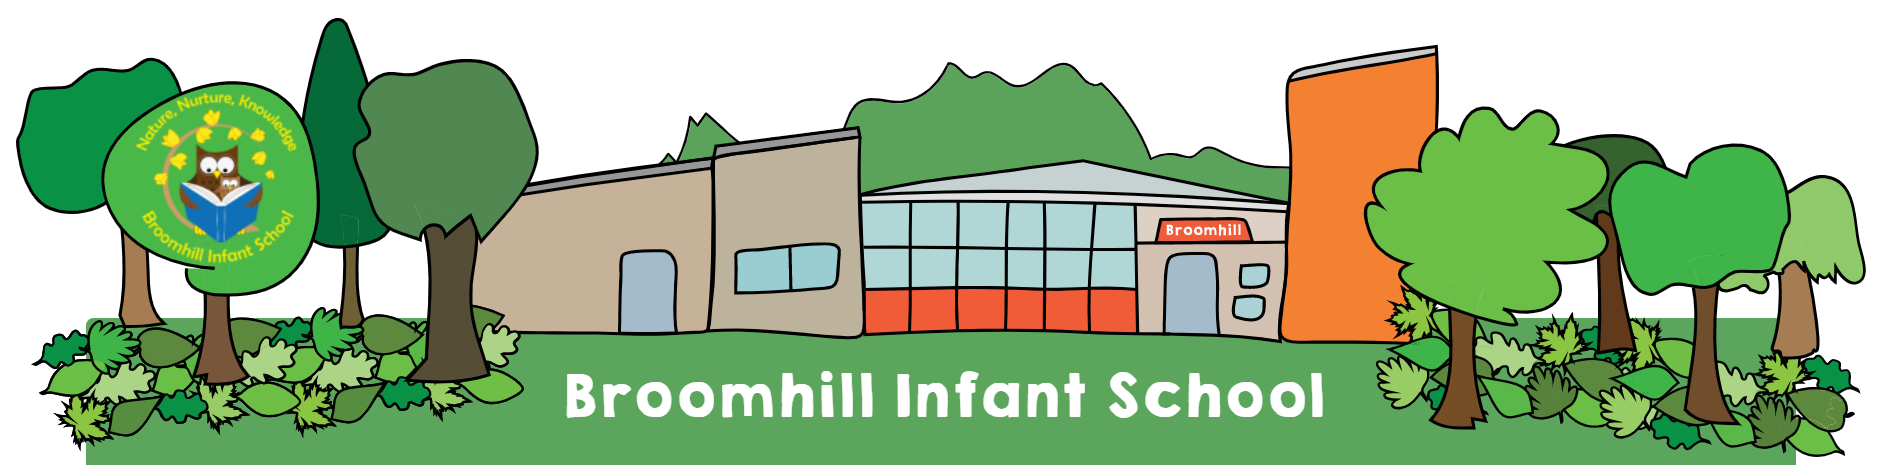 Nature, Nurture, Knowledge
Broomhill Infant School
Broomhill
Broomhill Infant School